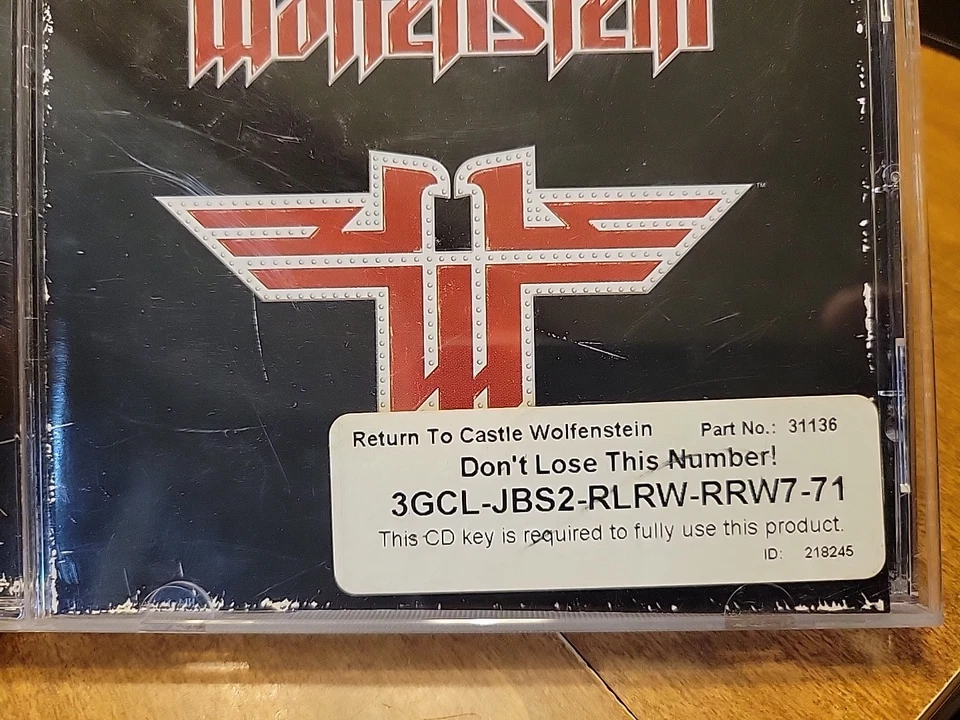 Wolfenstein
TM
Return To Castle Wolfenstein Part No.: 31136
Don't Lose This Number!
3GCL-JBS2-RLRW-RRW7-71
This CD key is required to fully use this product.
ID: 218245